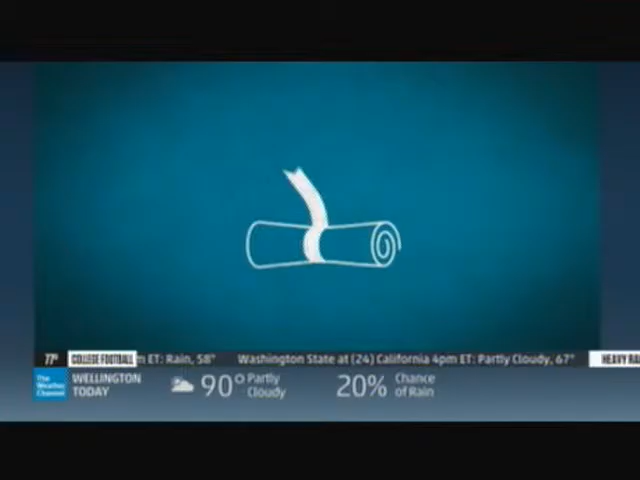 77° COLLEGE FOOTBALL m ET: Rain, 58° Washington State at (24) California 4pm ET: Partly Cloudy, 67° HEAVY RA
The Weather Channel
WELLINGTON TODAY
90° Partly Cloudy
20% Chance of Rain